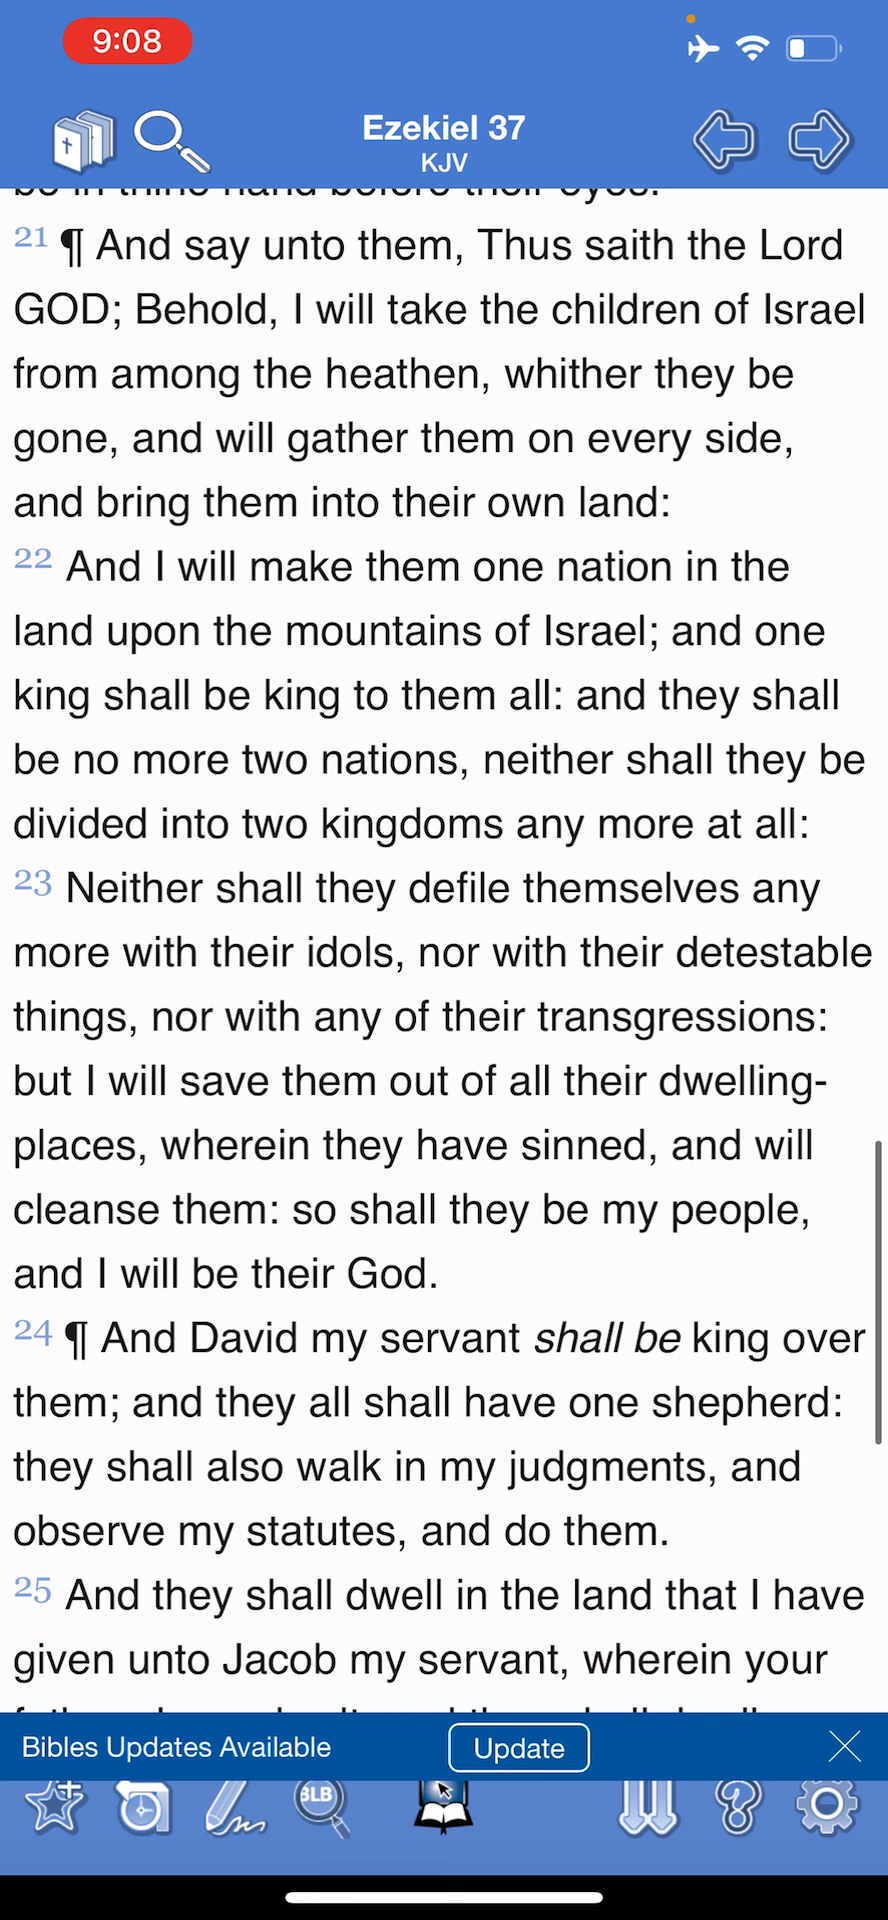 9:08
Ezekiel 37
KJV
be in thine hand before their eyes.
21 ¶ And say unto them, Thus saith the Lord
GOD; Behold, I will take the children of Israel
from among the heathen, whither they be
gone, and will gather them on every side,
and bring them into their own land:
22 And I will make them one nation in the
land upon the mountains of Israel; and one
king shall be king to them all: and they shall
be no more two nations, neither shall they be
divided into two kingdoms any more at all:
23 Neither shall they defile themselves any
more with their idols, nor with their detestable
things, nor with any of their transgressions:
but I will save them out of all their dwelling-
places, wherein they have sinned, and will
cleanse them: so shall they be my people,
and I will be their God.
24 ¶ And David my servant shall be king over
them; and they all shall have one shepherd:
they shall also walk in my judgments, and
observe my statutes, and do them.
25 And they shall dwell in the land that I have
given unto Jacob my servant, wherein your
Bibles Updates Available
Update
BLB